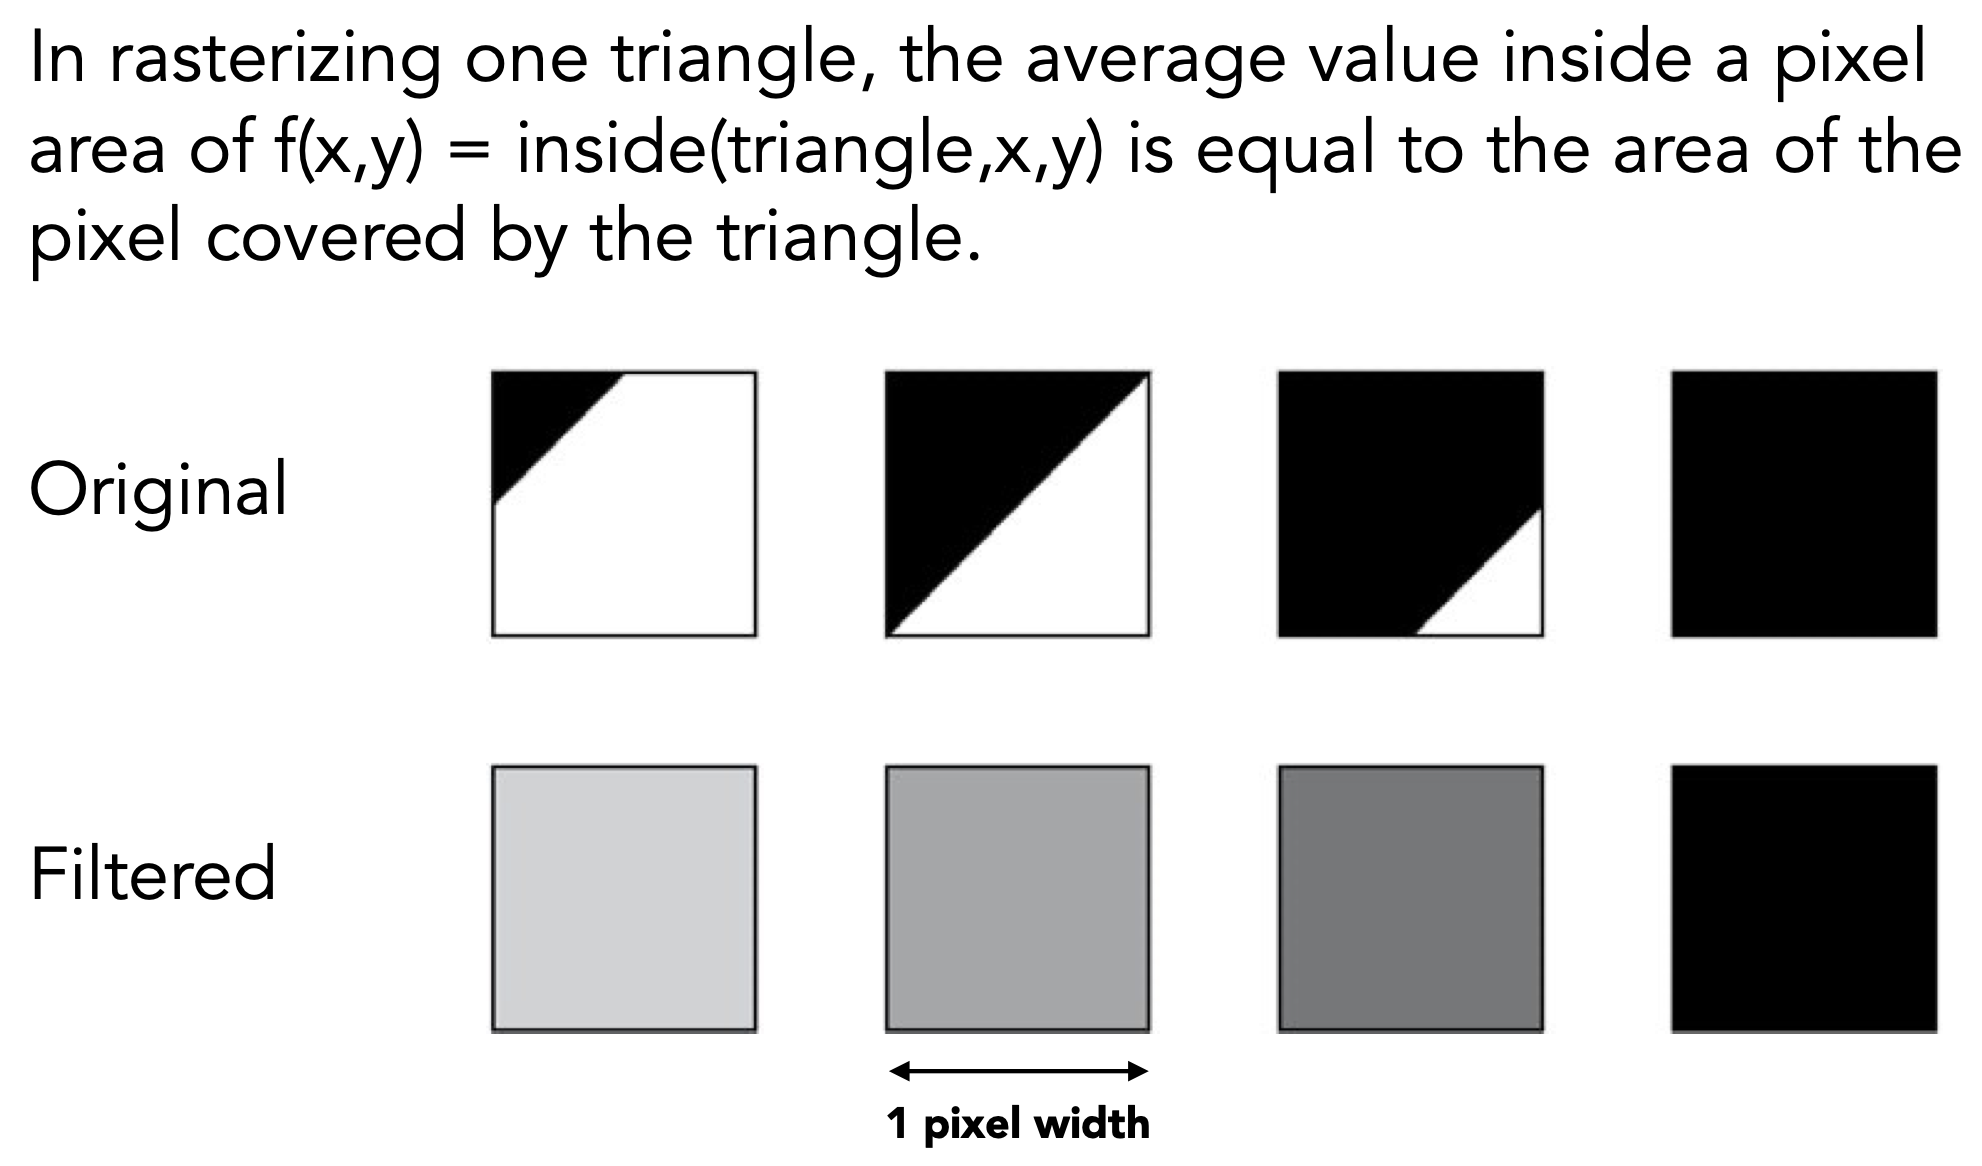 In rasterizing one triangle, the average value inside a pixel
area of f(x,y) = inside(triangle,x,y) is equal to the area of the
pixel covered by the triangle.
Original
Filtered
1 pixel width